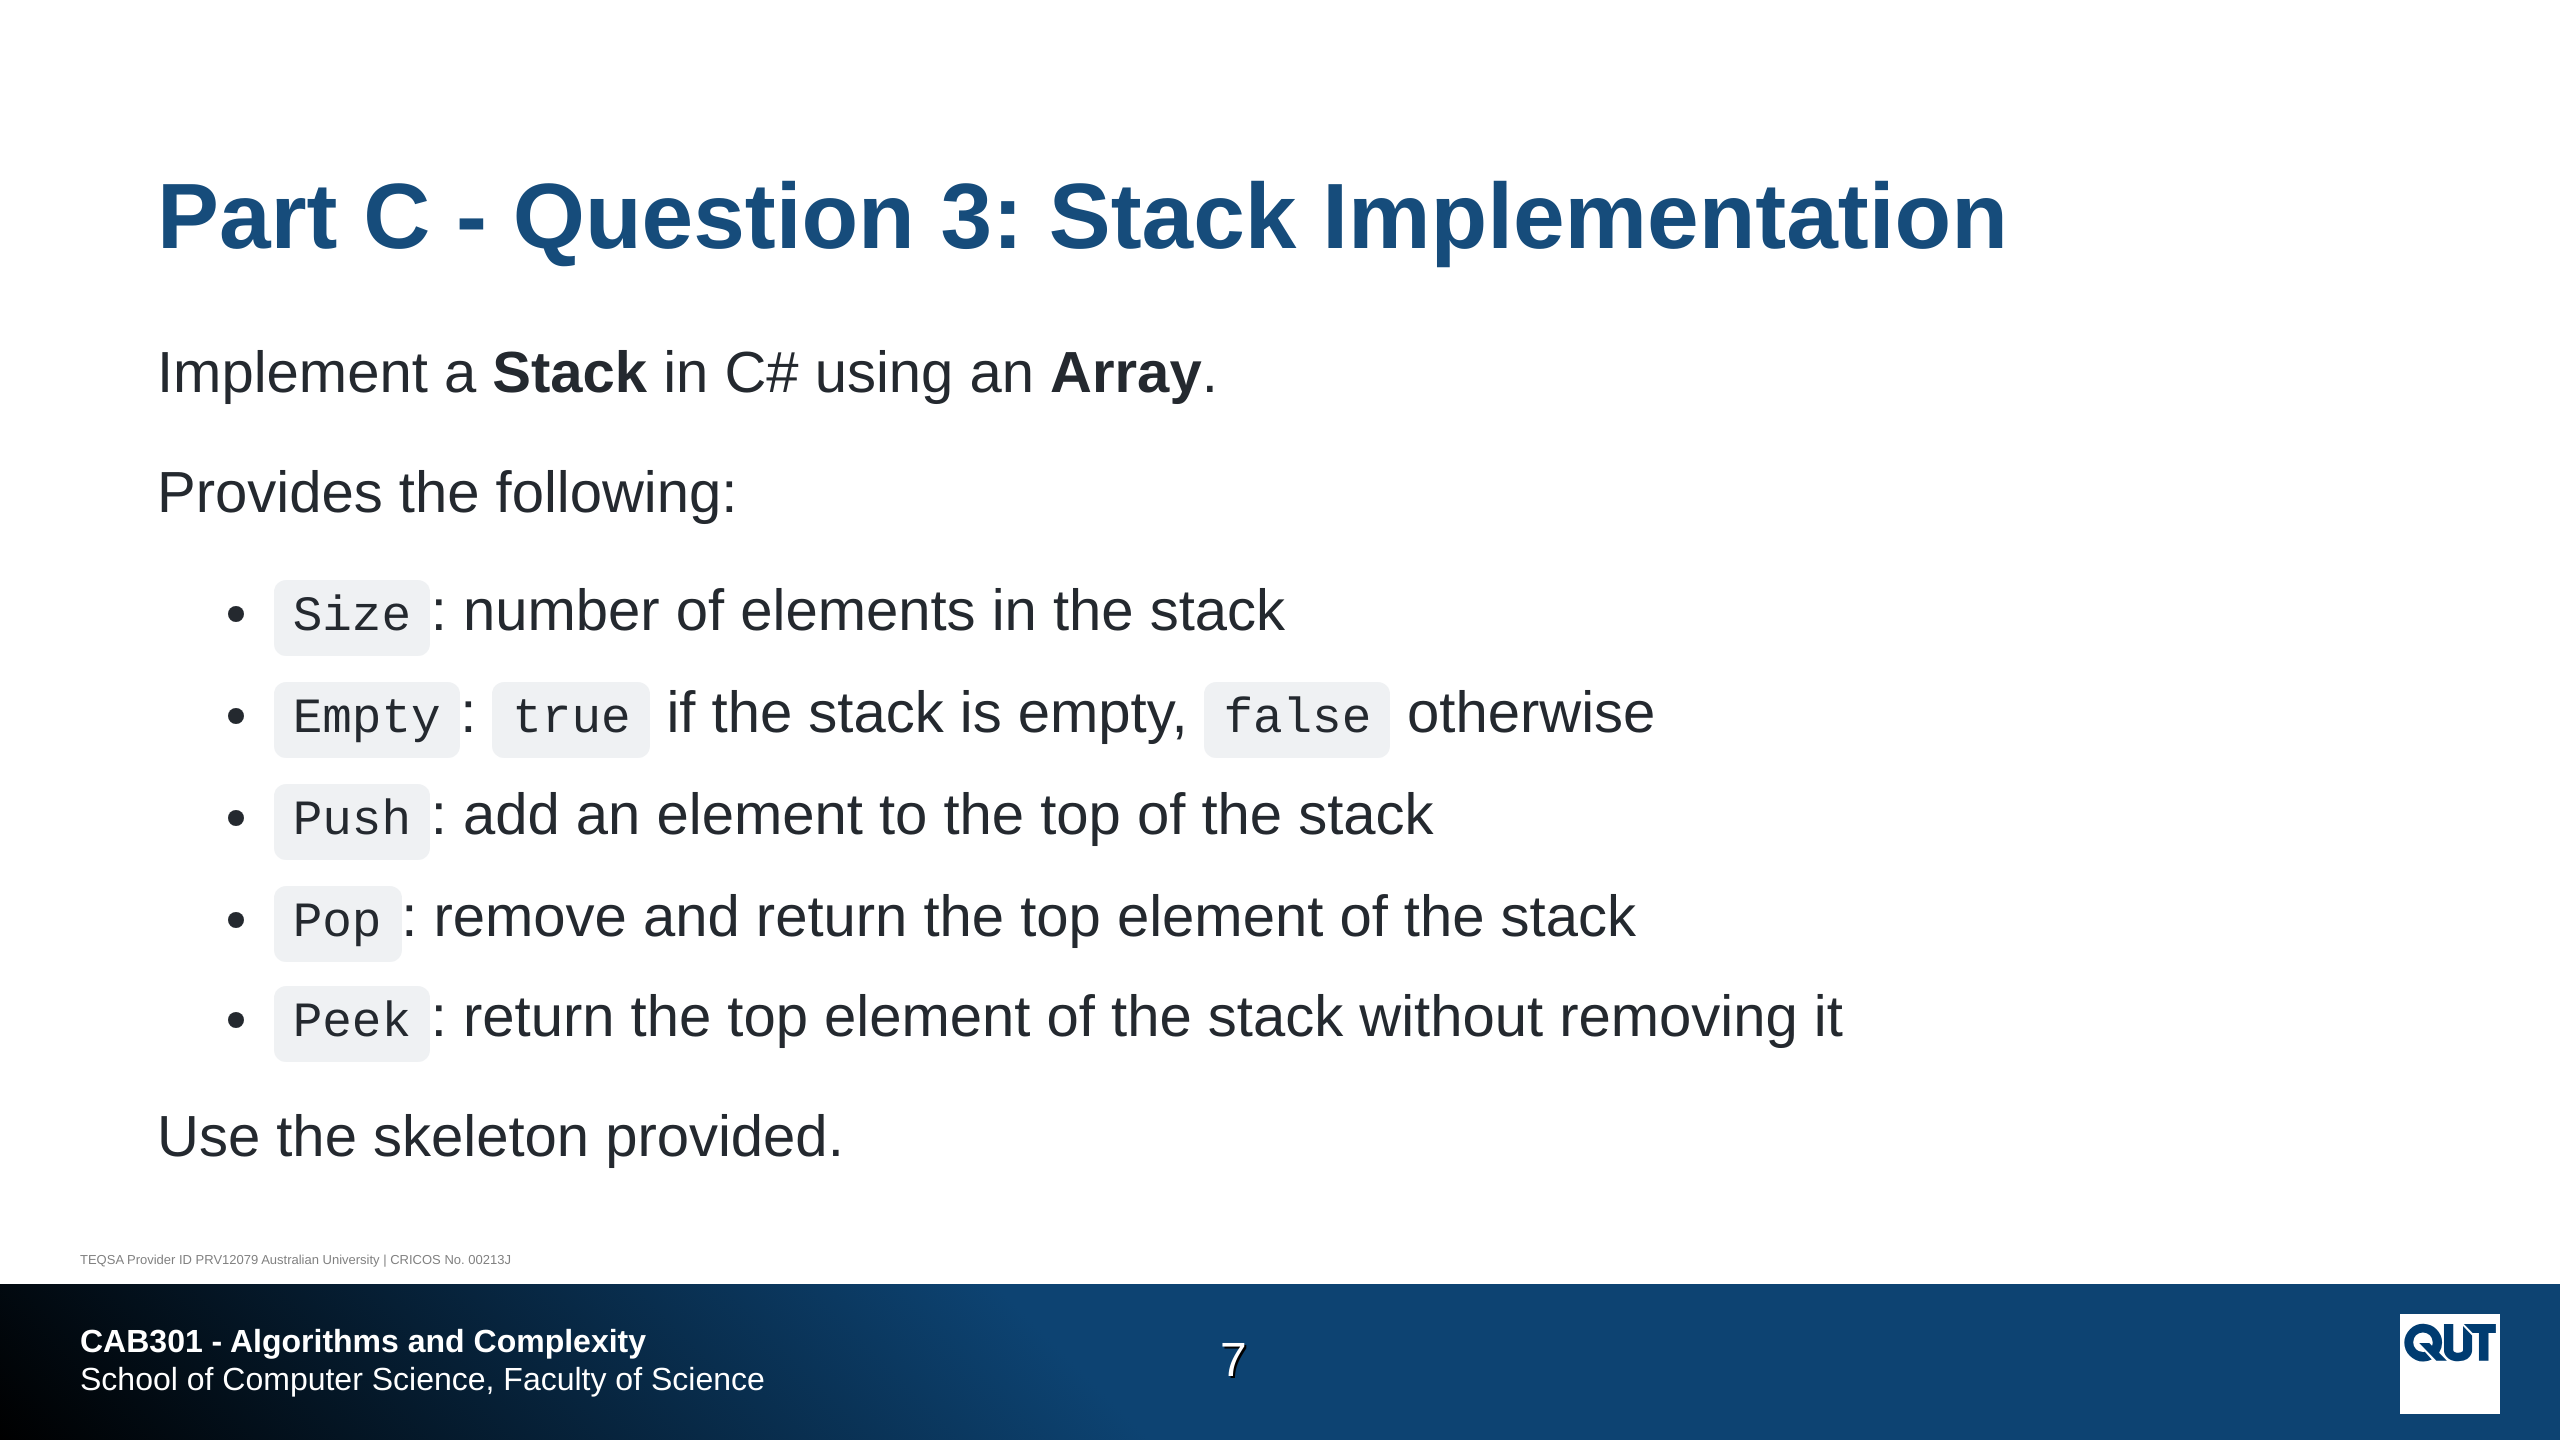 Part C - Question 3: Stack Implementation
Implement a Stack in C# using an Array.
Provides the following:
• Size: number of elements in the stack
• Empty: true if the stack is empty, false otherwise
• Push: add an element to the top of the stack
• Pop: remove and return the top element of the stack
• Peek: return the top element of the stack without removing it
Use the skeleton provided.
TEQSA Provider ID PRV12079 Australian University | CRICOS No. 00213J
CAB301 - Algorithms and Complexity
School of Computer Science, Faculty of Science
7
QUT